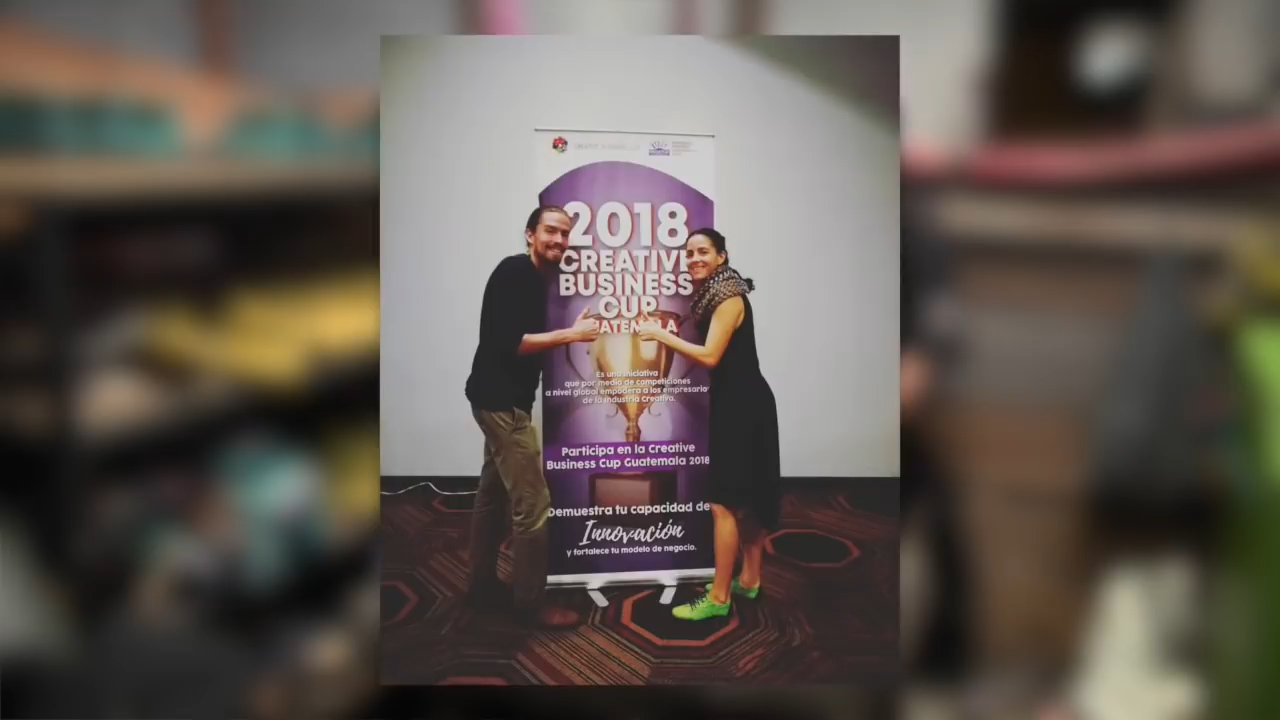 2018
CREATIVE
BUSINESS
CUP
GUATEMALA
Es una iniciativa
que por medio de competiciones
a nivel global empodera a los empresarios
de la Industria Creativa.
Participa en la Creative
Business Cup Guatemala 2018
Demuestra tu capacidad de
Innovación
y fortalece tu modelo de negocio.